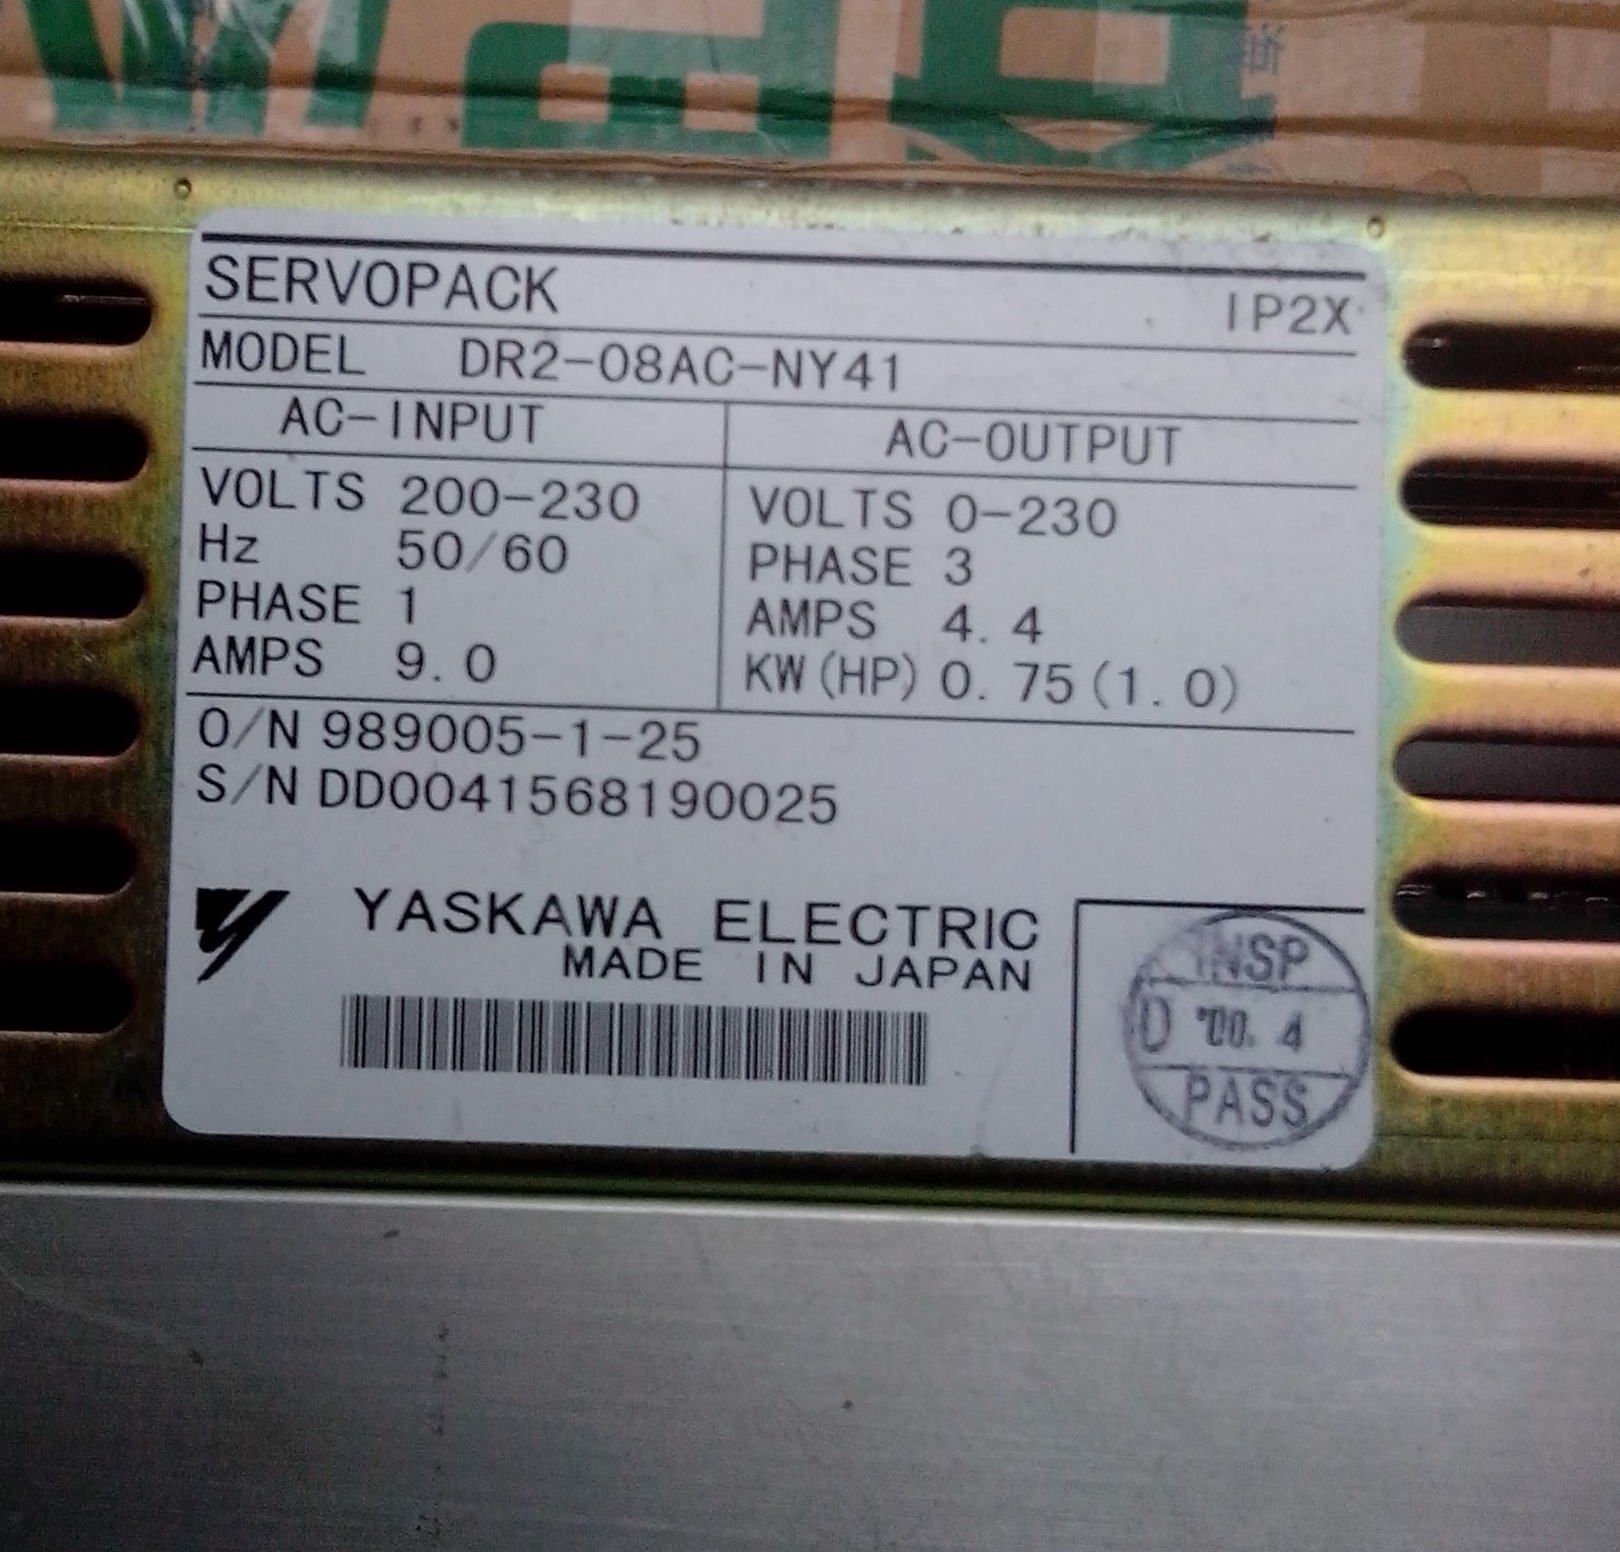 SERVOPACK IP2X
MODEL DR2-08AC-NY41
AC-INPUT AC-OUTPUT
VOLTS 200-230 VOLTS 0-230
Hz 50/60 PHASE 3
PHASE 1 AMPS 4.4
AMPS 9.0 KW(HP) 0.75(1.0)
O/N 989005-1-25
S/N DD0041568190025
YASKAWA ELECTRIC
MADE IN JAPAN
INSP
D '00. 4
PASS